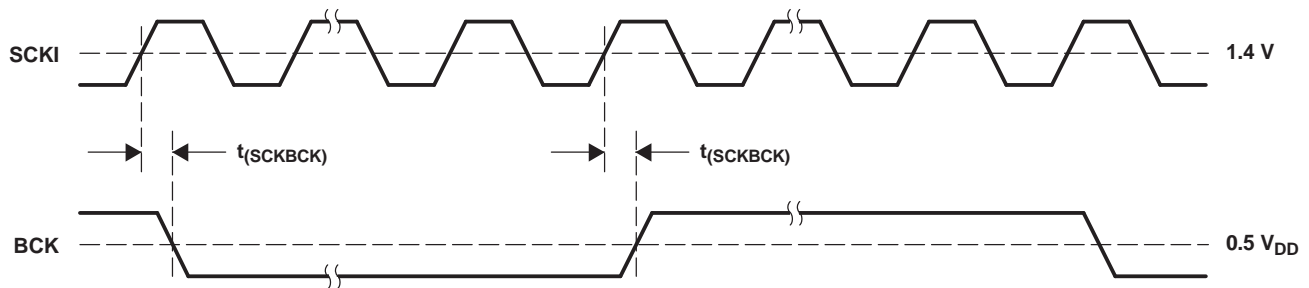 SCKI
1.4 V
t(SCKBCK)
t(SCKBCK)
BCK
0.5 VDD